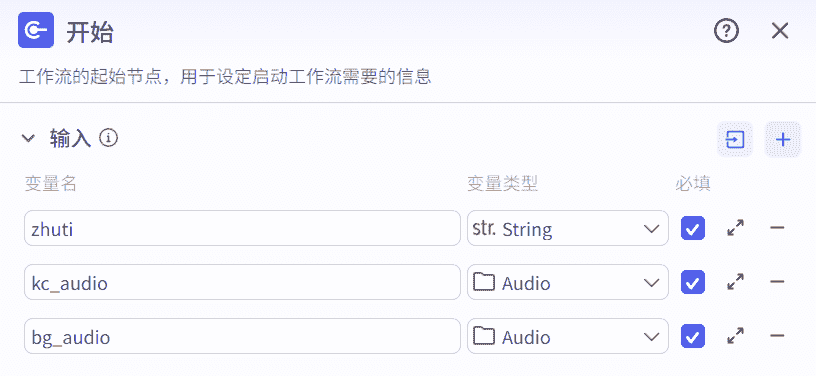 开始
工作流的起始节点，用于设定启动工作流需要的信息
输入
变量名 变量类型 必填
zhuti str. String
kc_audio Audio
bg_audio Audio